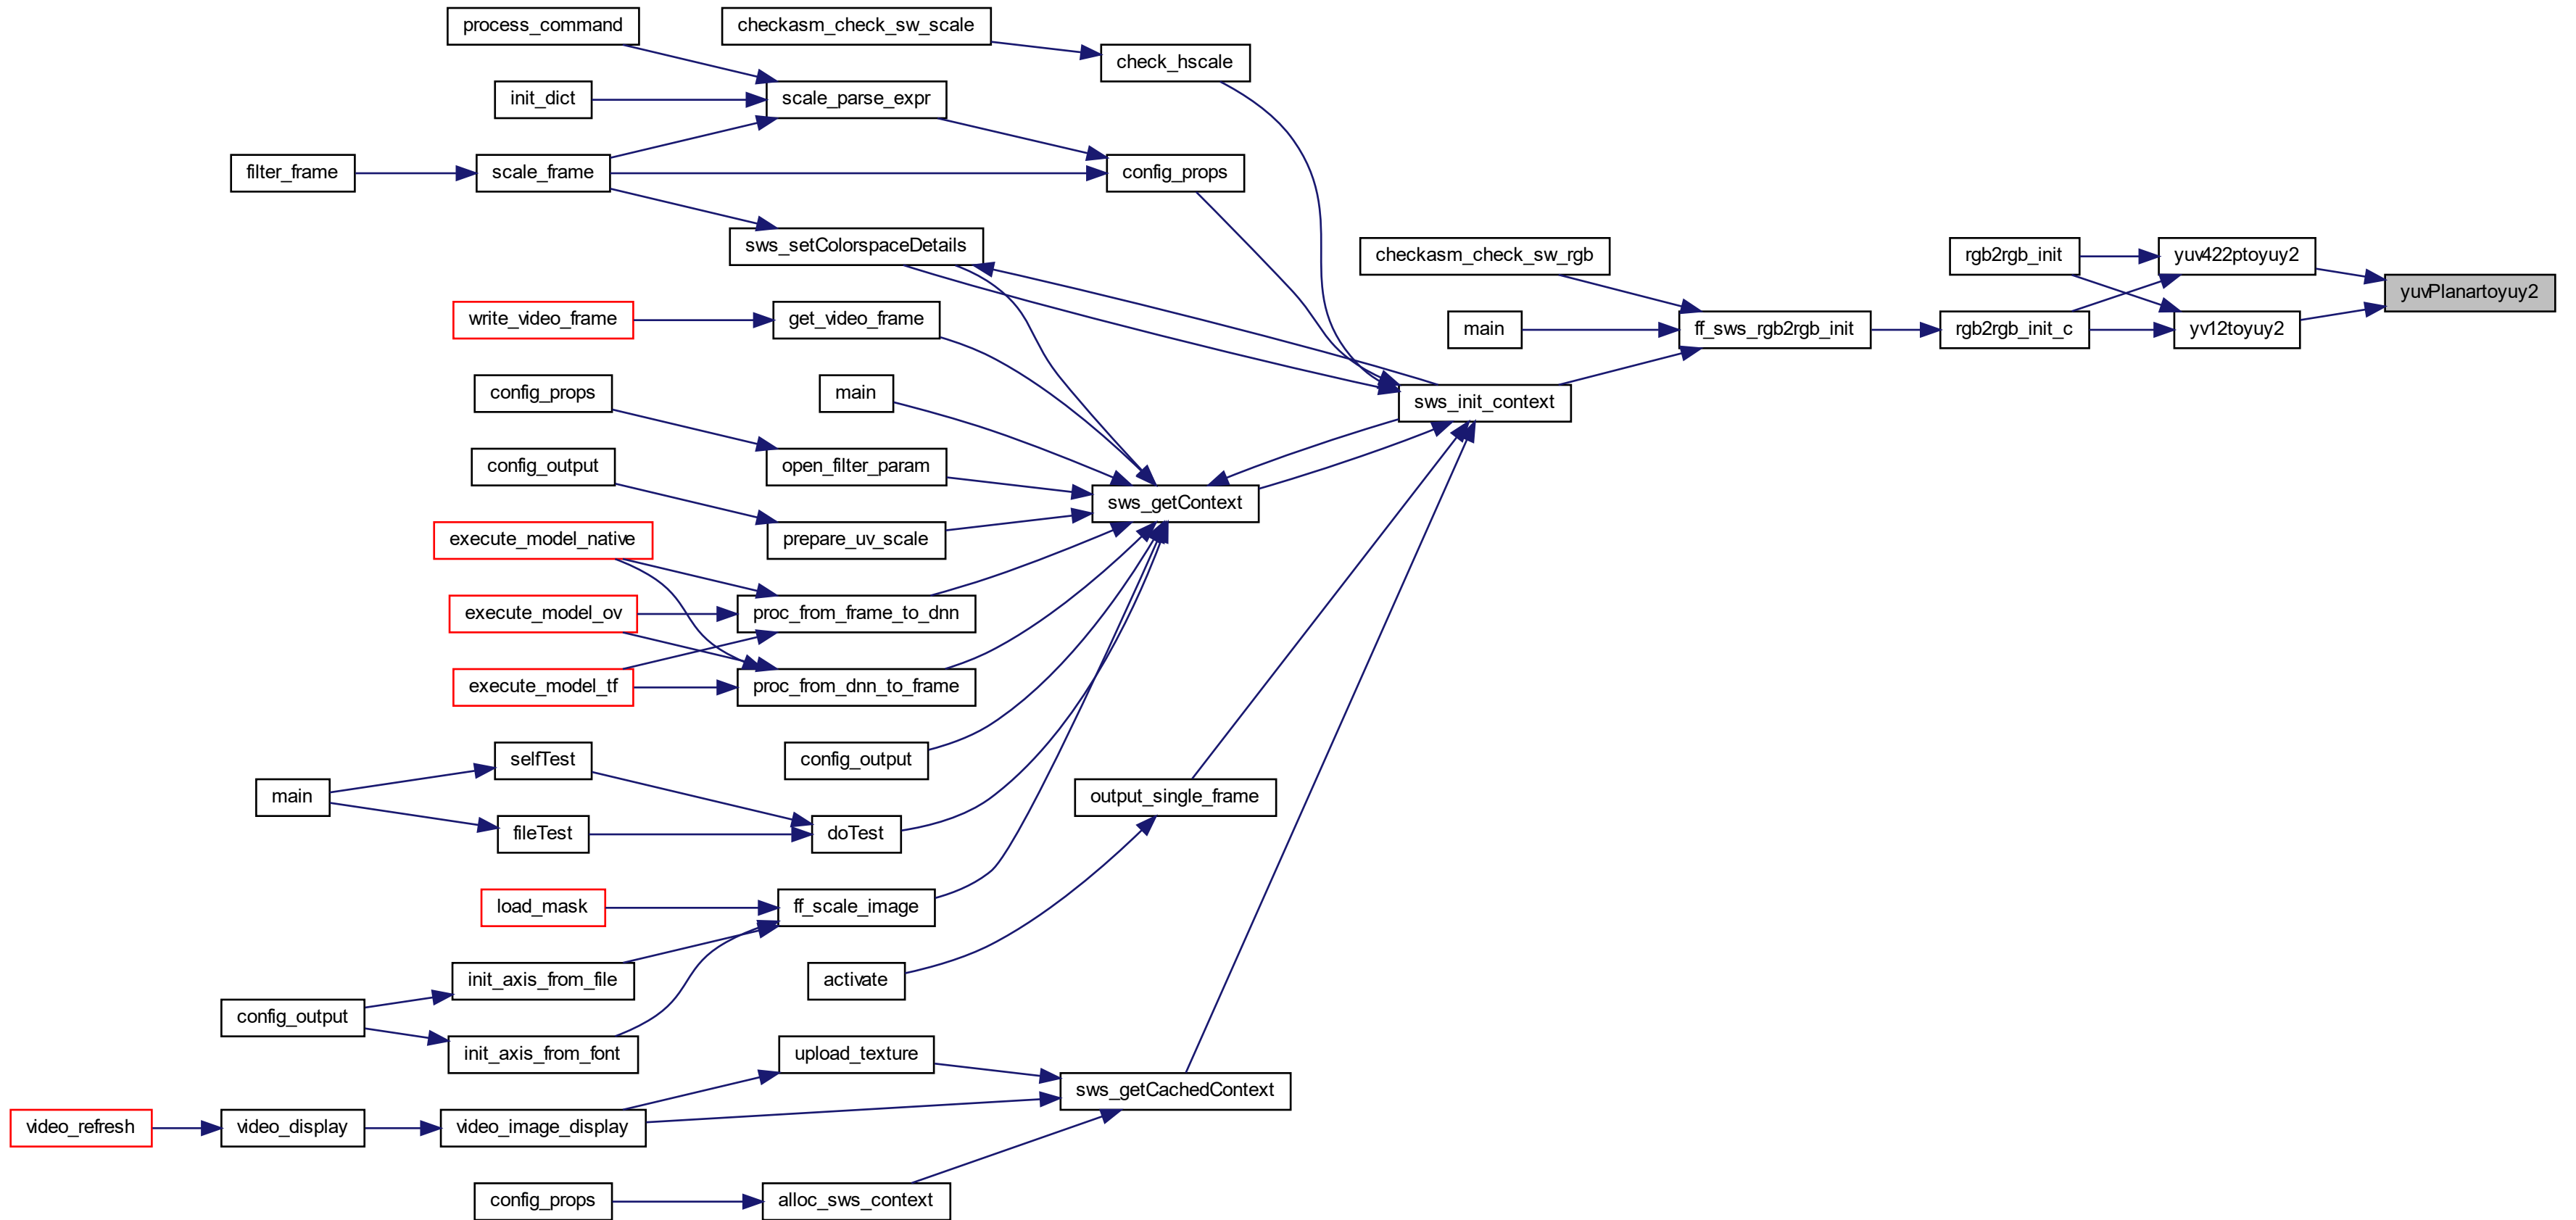 process_command
checkasm_check_sw_scale
check_hscale
init_dict
scale_parse_expr
filter_frame
scale_frame
config_props
sws_setColorspaceDetails
checkasm_check_sw_rgb
rgb2rgb_init
yuv422ptoyuy2
yuvPlanartoyuy2
write_video_frame
get_video_frame
main
ff_sws_rgb2rgb_init
rgb2rgb_init_c
yv12toyuy2
config_props
main
sws_init_context
config_output
open_filter_param
sws_getContext
execute_model_native
prepare_uv_scale
execute_model_ov
proc_from_frame_to_dnn
execute_model_tf
proc_from_dnn_to_frame
selfTest
config_output
main
output_single_frame
fileTest
doTest
load_mask
ff_scale_image
init_axis_from_file
activate
config_output
init_axis_from_font
upload_texture
sws_getCachedContext
video_refresh
video_display
video_image_display
config_props
alloc_sws_context